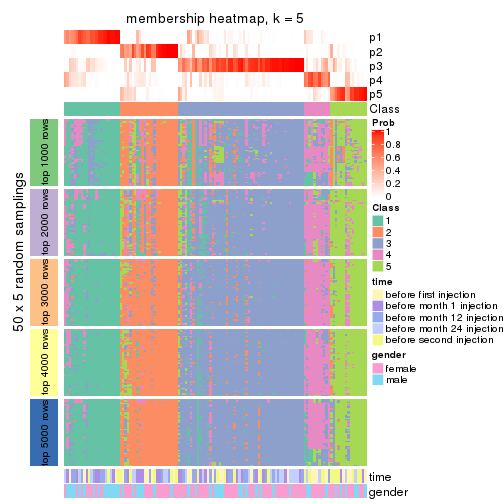 membership heatmap, k = 5
p1
p2
p3
p4
p5
Class
50 x 5 random samplings
top 1000 rows
top 2000 rows
top 3000 rows
top 4000 rows
top 5000 rows
Prob
1
0.8
0.6
0.4
0.2
0
Class
1
2
3
4
5
time
before first injection
before month 1 injection
before month 12 injection
before month 24 injection
before second injection
gender
female
male
time
gender